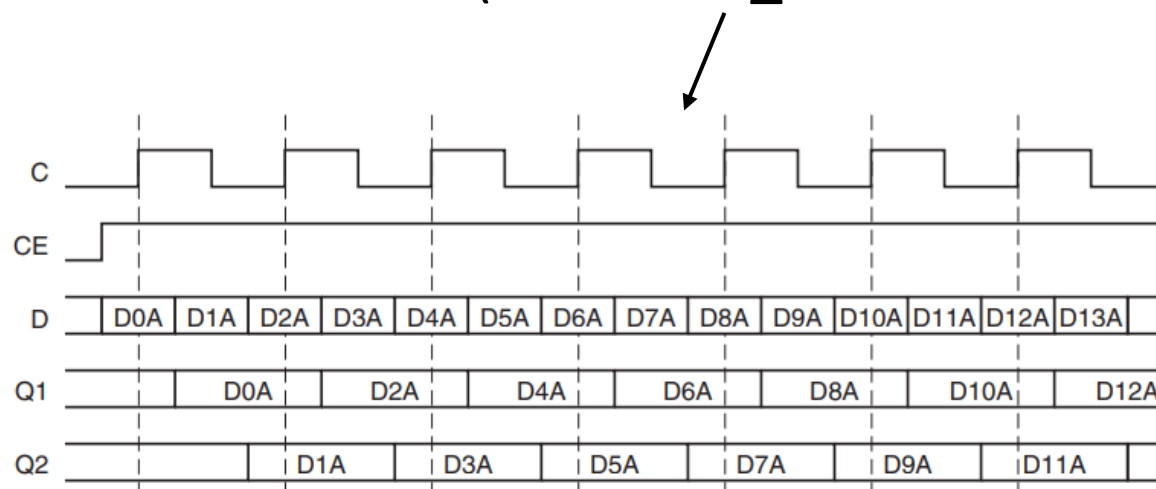 C
CE
D D0A D1A D2A D3A D4A D5A D6A D7A D8A D9A D10A D11A D12A D13A
Q1 D0A D2A D4A D6A D8A D10A D12A
Q2 D1A D3A D5A D7A D9A D11A